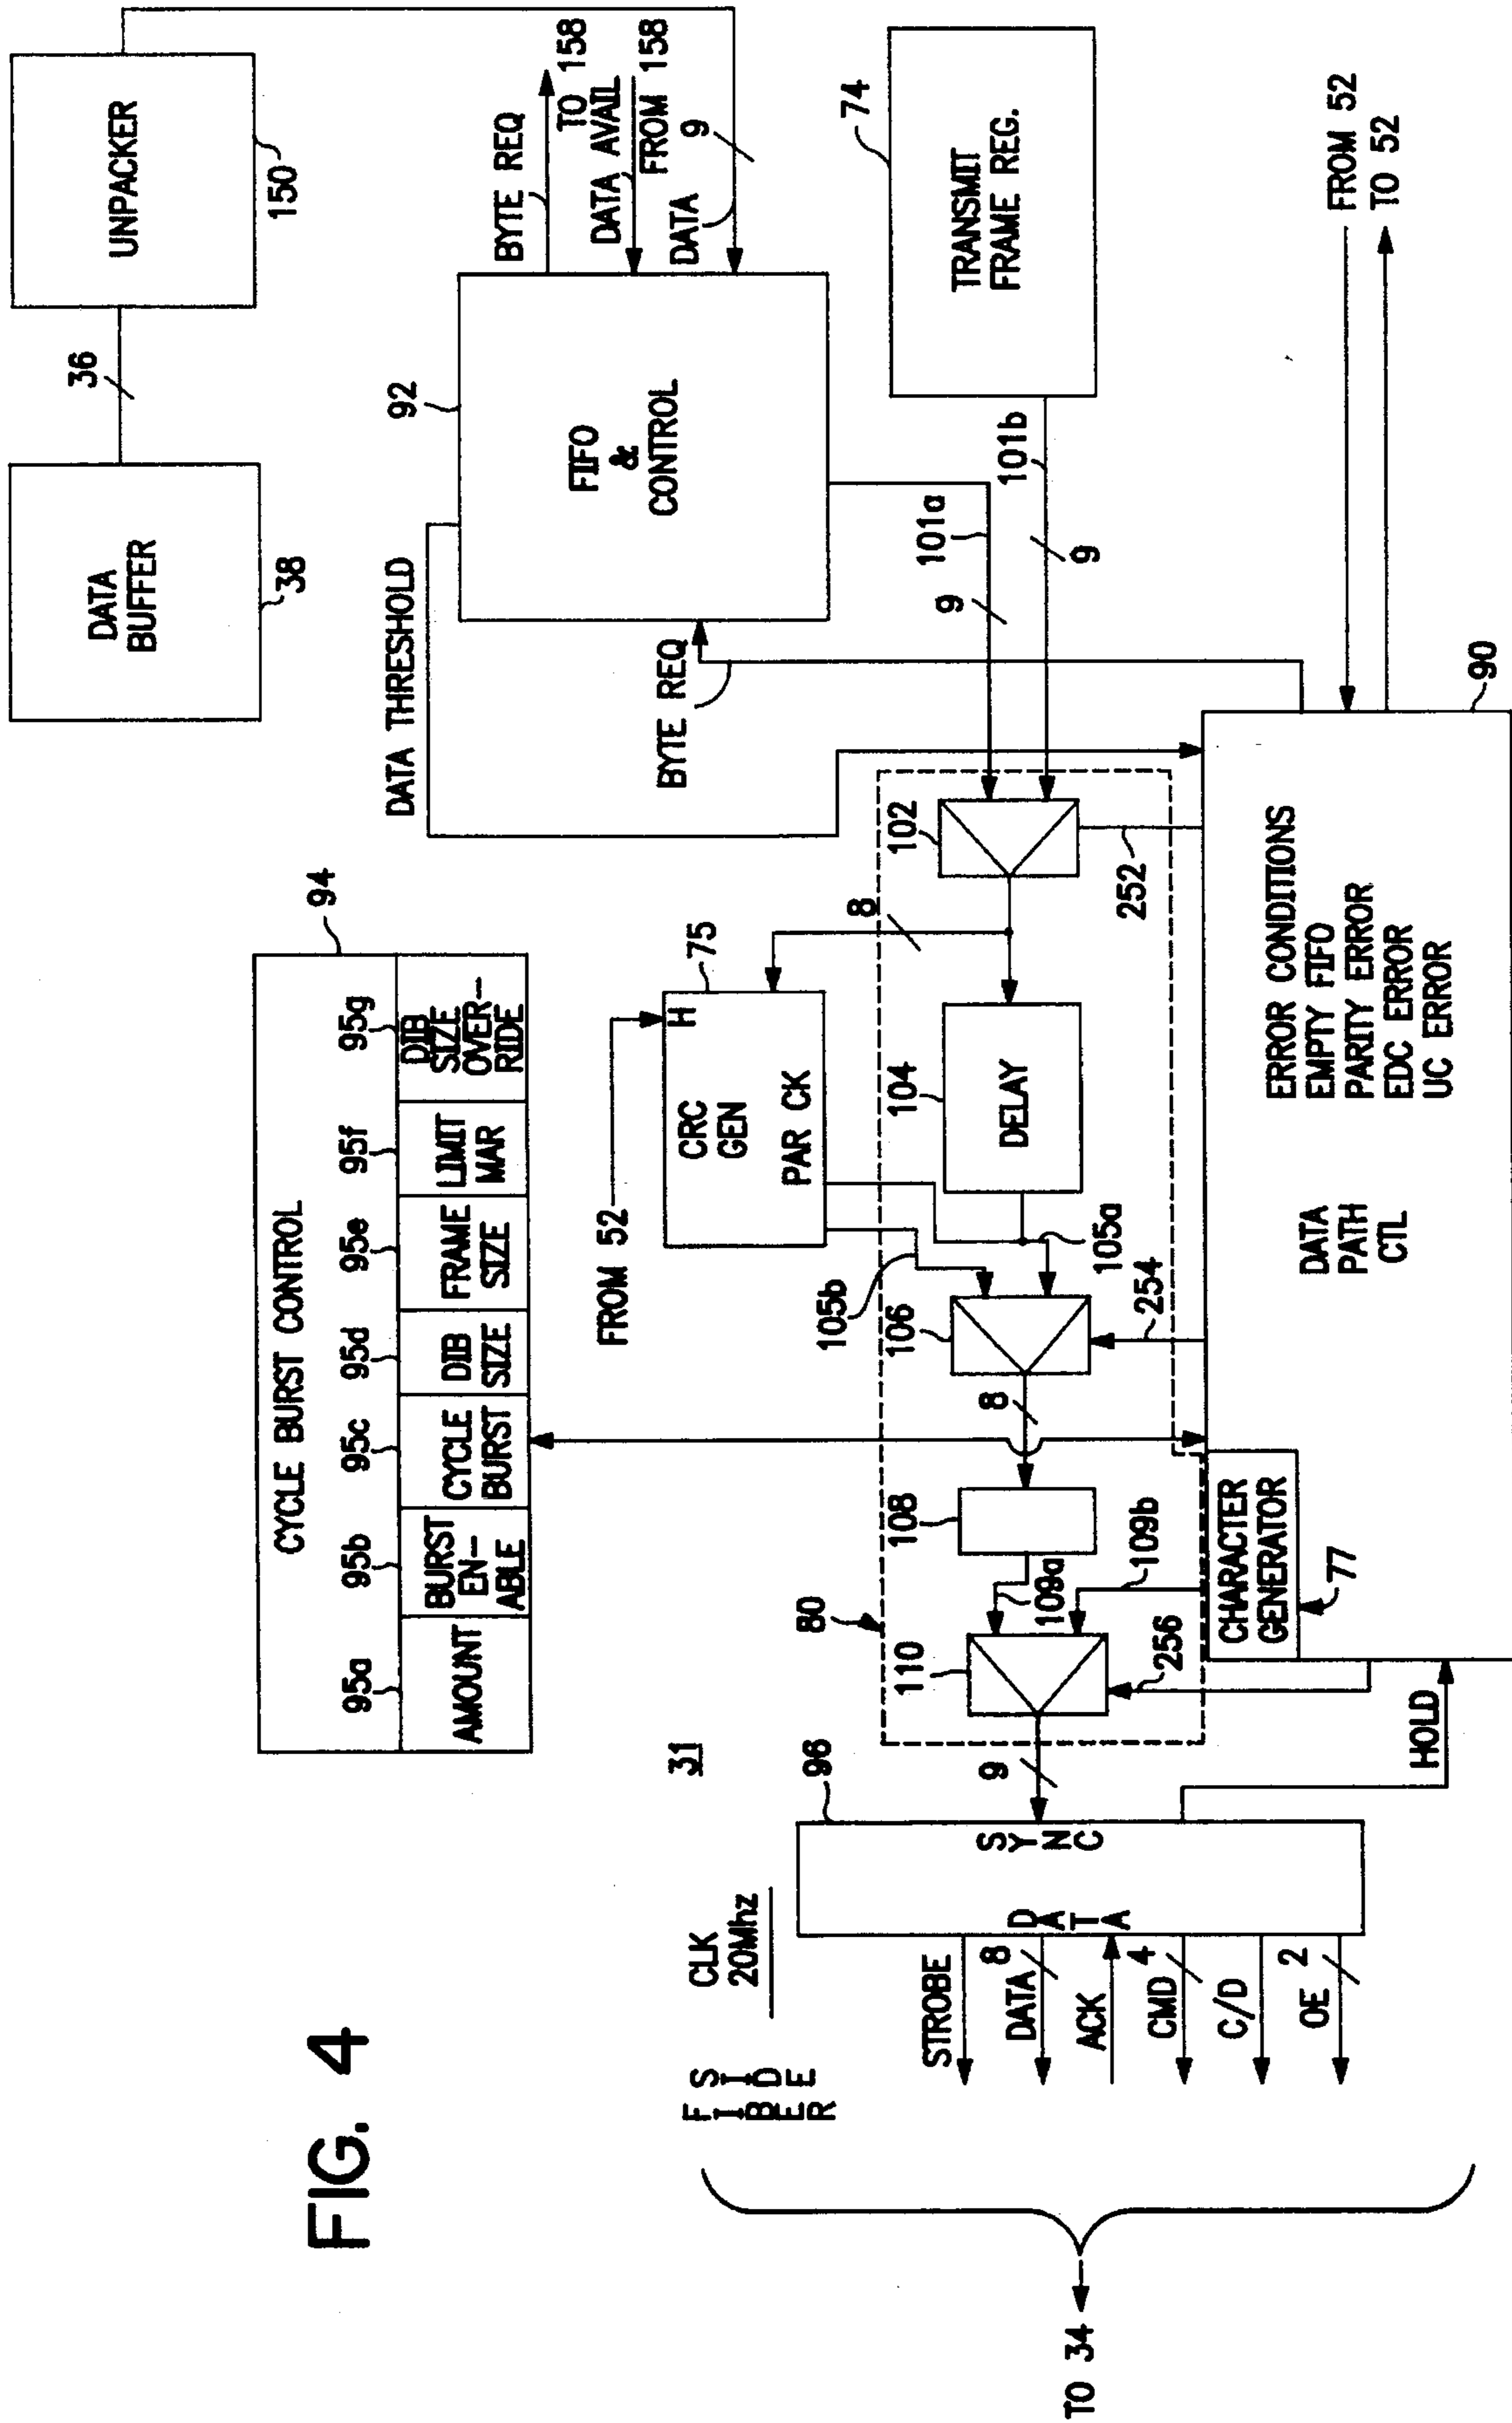 FIG. 4
DATA
BUFFER
38
36
UNPACKER
150
CYCLE BURST CONTROL
94
95a
95b
95c
95d
95e
95f
95g
AMOUNT
BURST
EN-
ABLE
CYCLE
BURST
DIB
SIZE
FRAME
SIZE
LIMIT
MAR
DIB
SIZE
OVER-
RIDE
DATA THRESHOLD
92
FIFO
&
CONTROL
BYTE REQ
TO 158
DATA AVAIL
FROM 158
DATA
9
BYTE REQ
31
CLK
20Mhz
FIBER
SIDE
FROM 52
H
75
CRC
GEN
PAR CK
8
9
101a
101b
9
74
TRANSMIT
FRAME REG.
80
96
SYNC
DATA
STROBE
DATA
8
ACK
CMD
4
C/D
OE
2
9
110
109a
109b
108
8
106
105b
105a
104
DELAY
102
252
254
256
HOLD
CHARACTER
GENERATOR
77
DATA
PATH
CTL
ERROR CONDITIONS
EMPTY FIFO
PARITY ERROR
EDC ERROR
UC ERROR
90
FROM 52
TO 52
TO 34